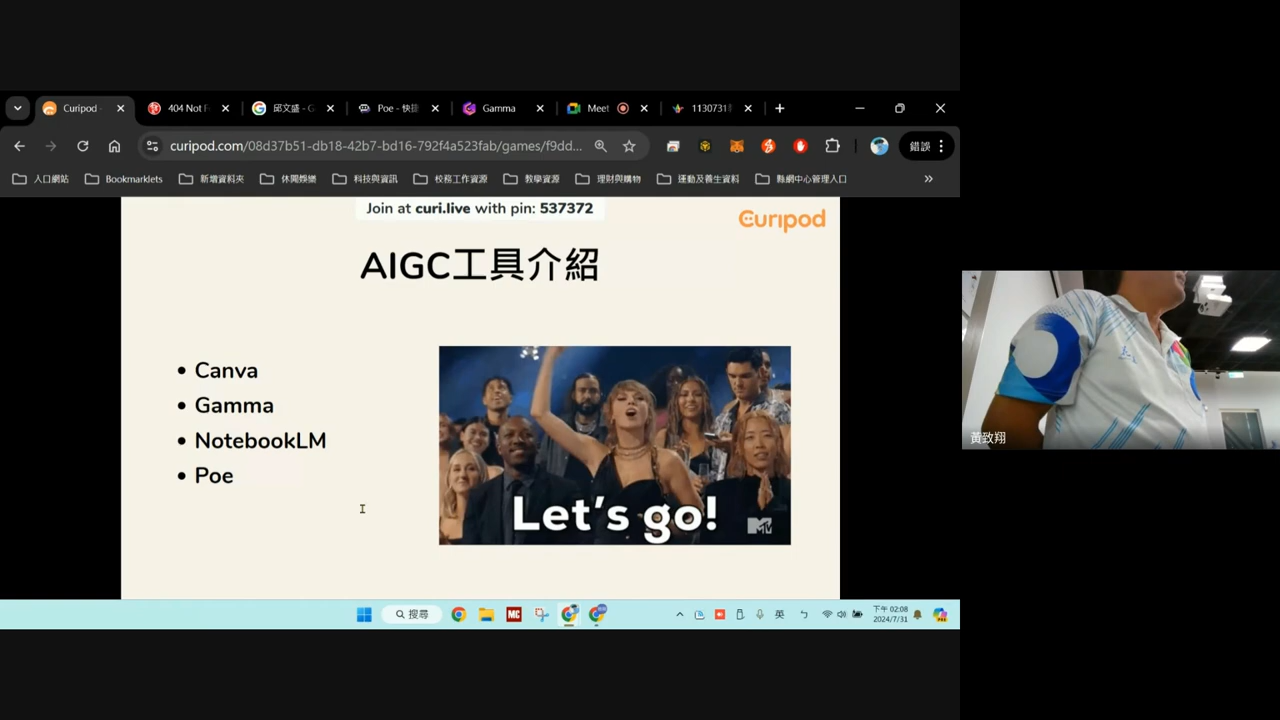 Curipod -
404 Not F
邱文盛 - G
Poe - 快捷
Gamma
Meet
1130731
curipod.com/08d37b51-db18-42b7-bd16-792f4a523fab/games/f9dd...
錯誤
人口網站
Bookmarklets
新增資料夾
休閒娛樂
科技與資訊
校務工作資源
教學資源
理財與購物
運動及養生資料
縣網中心管理入口
Join at curi.live with pin: 537372
curipod
AIGC工具介紹
• Canva
• Gamma
• NotebookLM
• Poe
Let's go!
MTV
搜尋
MC
英
下午 02:08
2024/7/31
黃致翔